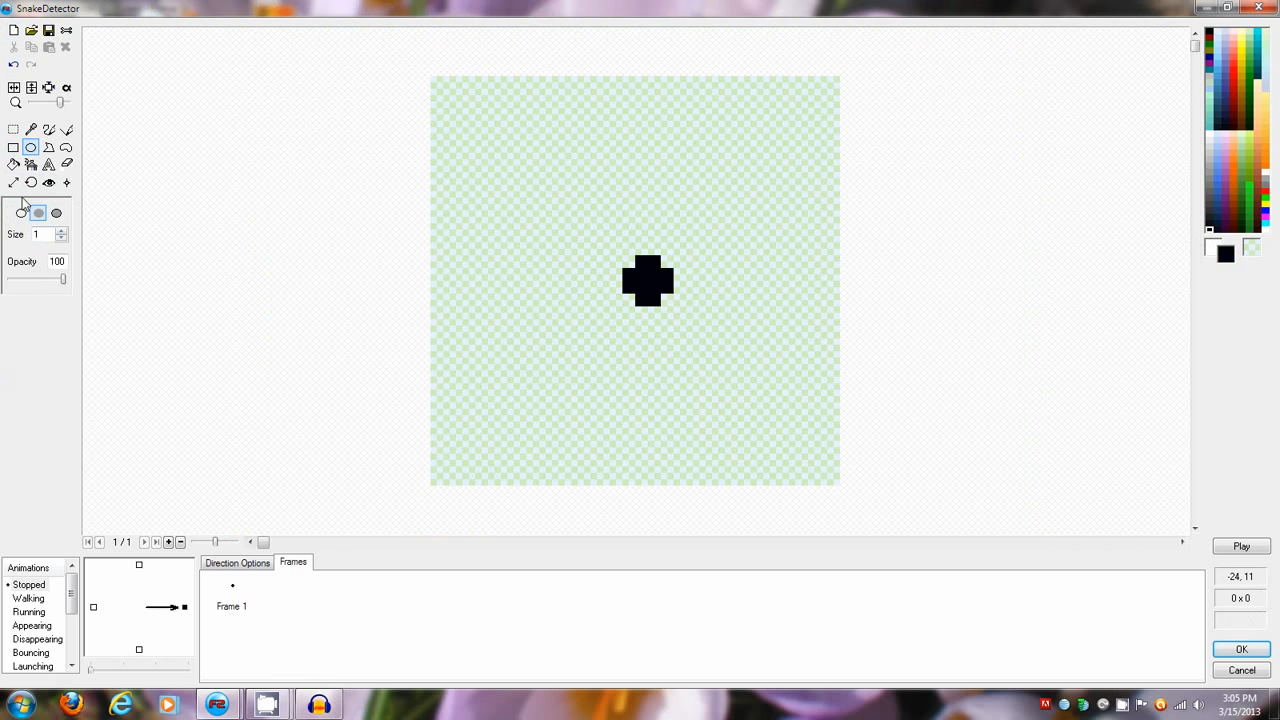 SnakeDetector
Size 1
Opacity 100
1 / 1
Animations
Stopped
Walking
Running
Appearing
Disappearing
Bouncing
Launching
Direction Options
Frames
Frame 1
Play
-24, 11
0 x 0
OK
Cancel
3:05 PM
3/15/2013